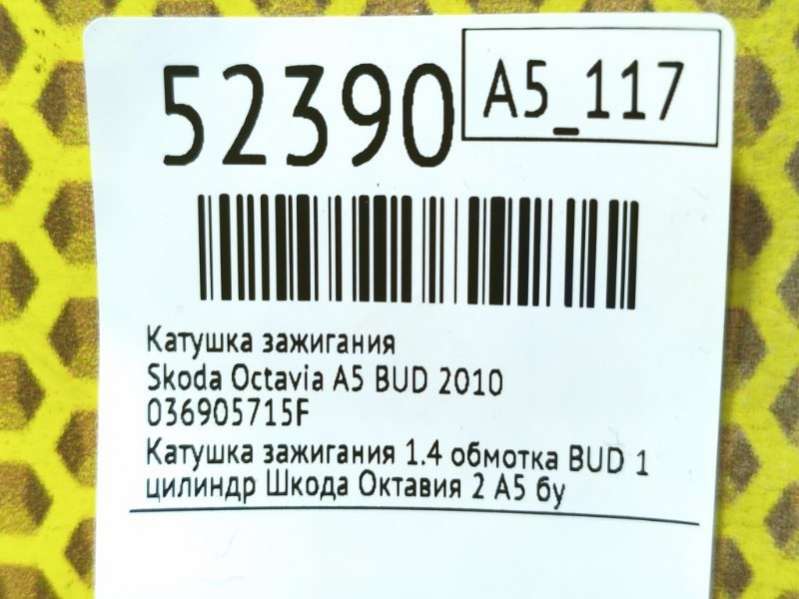 52390
A5_117
Катушка зажигания
Skoda Octavia A5 BUD 2010
036905715F
Катушка зажигания 1.4 обмотка BUD 1
цилиндр Шкода Октавия 2 А5 бу